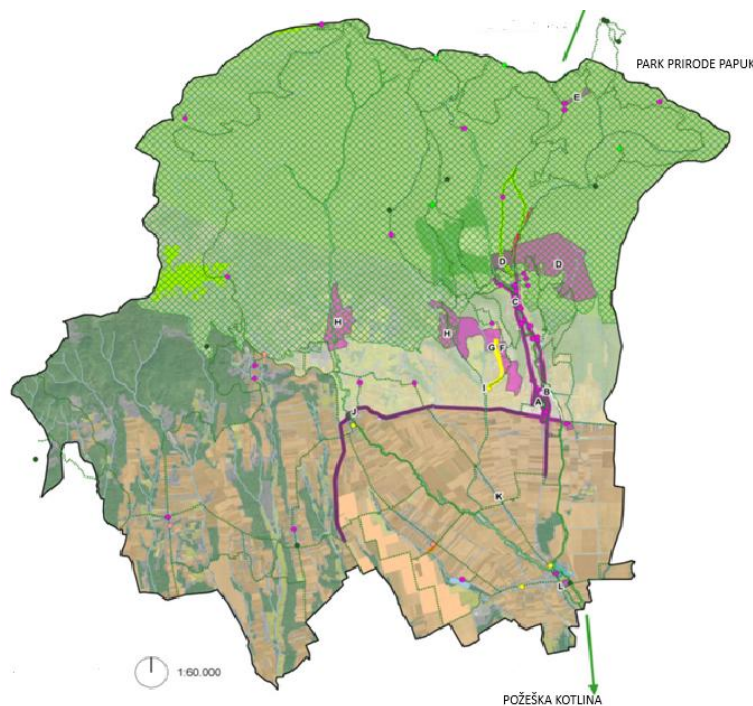 PARK PRIRODE PAPUK
E
D
D
C
H
H
G F
I
A B
J
K
L
1:60.000
POŽEŠKA KOTLINA